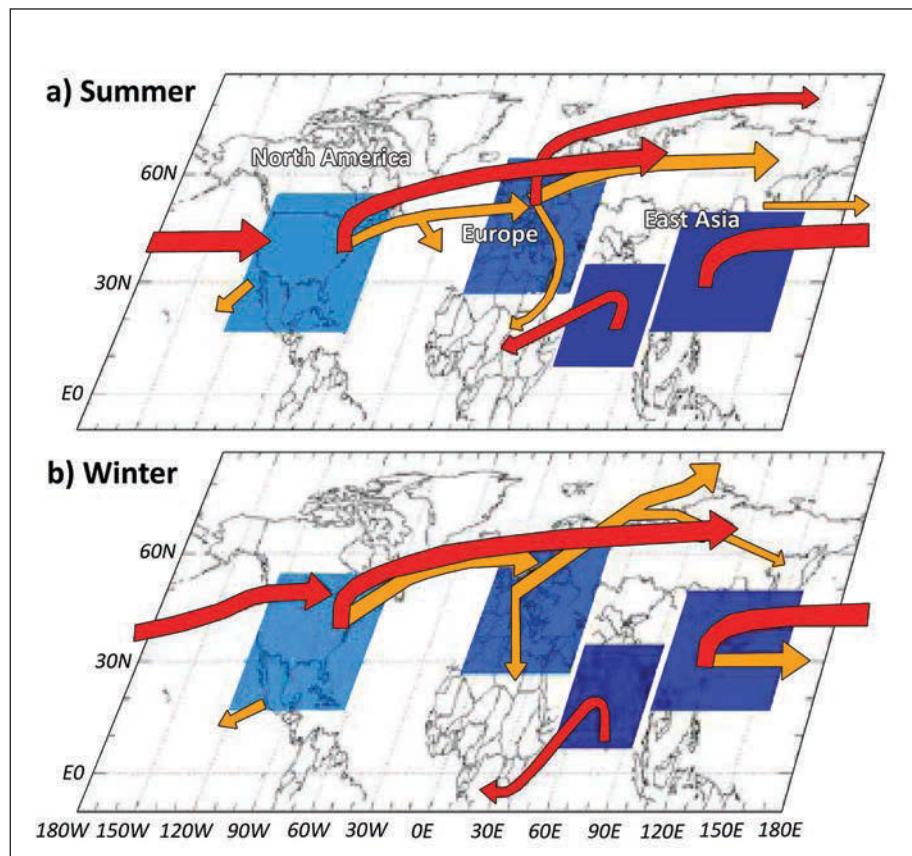 a) Summer
North America
60N
East Asia
Europe
30N
E0
b) Winter
60N
30N
E0
180W 150W 120W 90W 60W 30W 0E 30E 60E 90E 120E 150E 180E